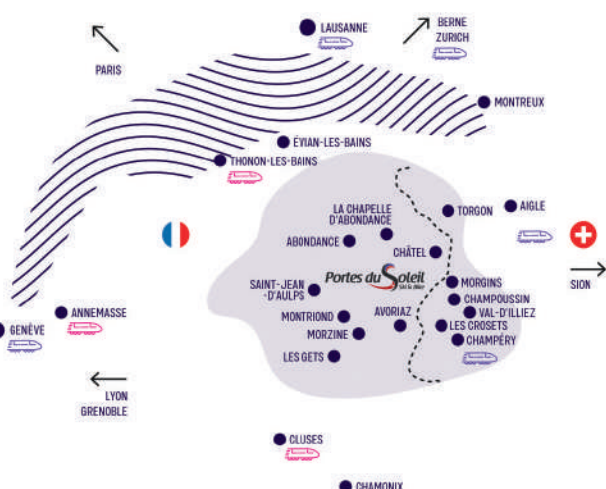 LAUSANNE
BERNE
ZURICH
PARIS
MONTREUX
ÉVIAN-LES-BAINS
THONON-LES-BAINS
LA CHAPELLE
D'ABONDANCE
TORGON
AIGLE
ABONDANCE
CHÂTEL
Portes du Soleil
MORGINS
SION
SAINT-JEAN
-D'AULPS
CHAMPOUSSIN
VAL-D'ILLIEZ
ANNEMASSE
MONTRIOND
AVORIAZ
LES CROSETS
GENÈVE
MORZINE
CHAMPÉRY
LES GETS
LYON
GRENOBLE
CLUSES
CHAMONIX